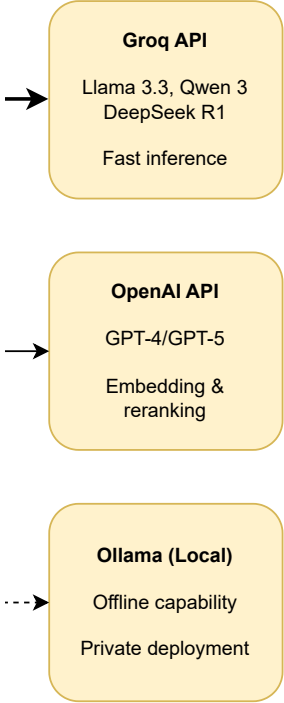 Groq API
Llama 3.3, Qwen 3
DeepSeek R1
Fast inference
OpenAI API
GPT-4/GPT-5
Embedding &
reranking
Ollama (Local)
Offline capability
Private deployment